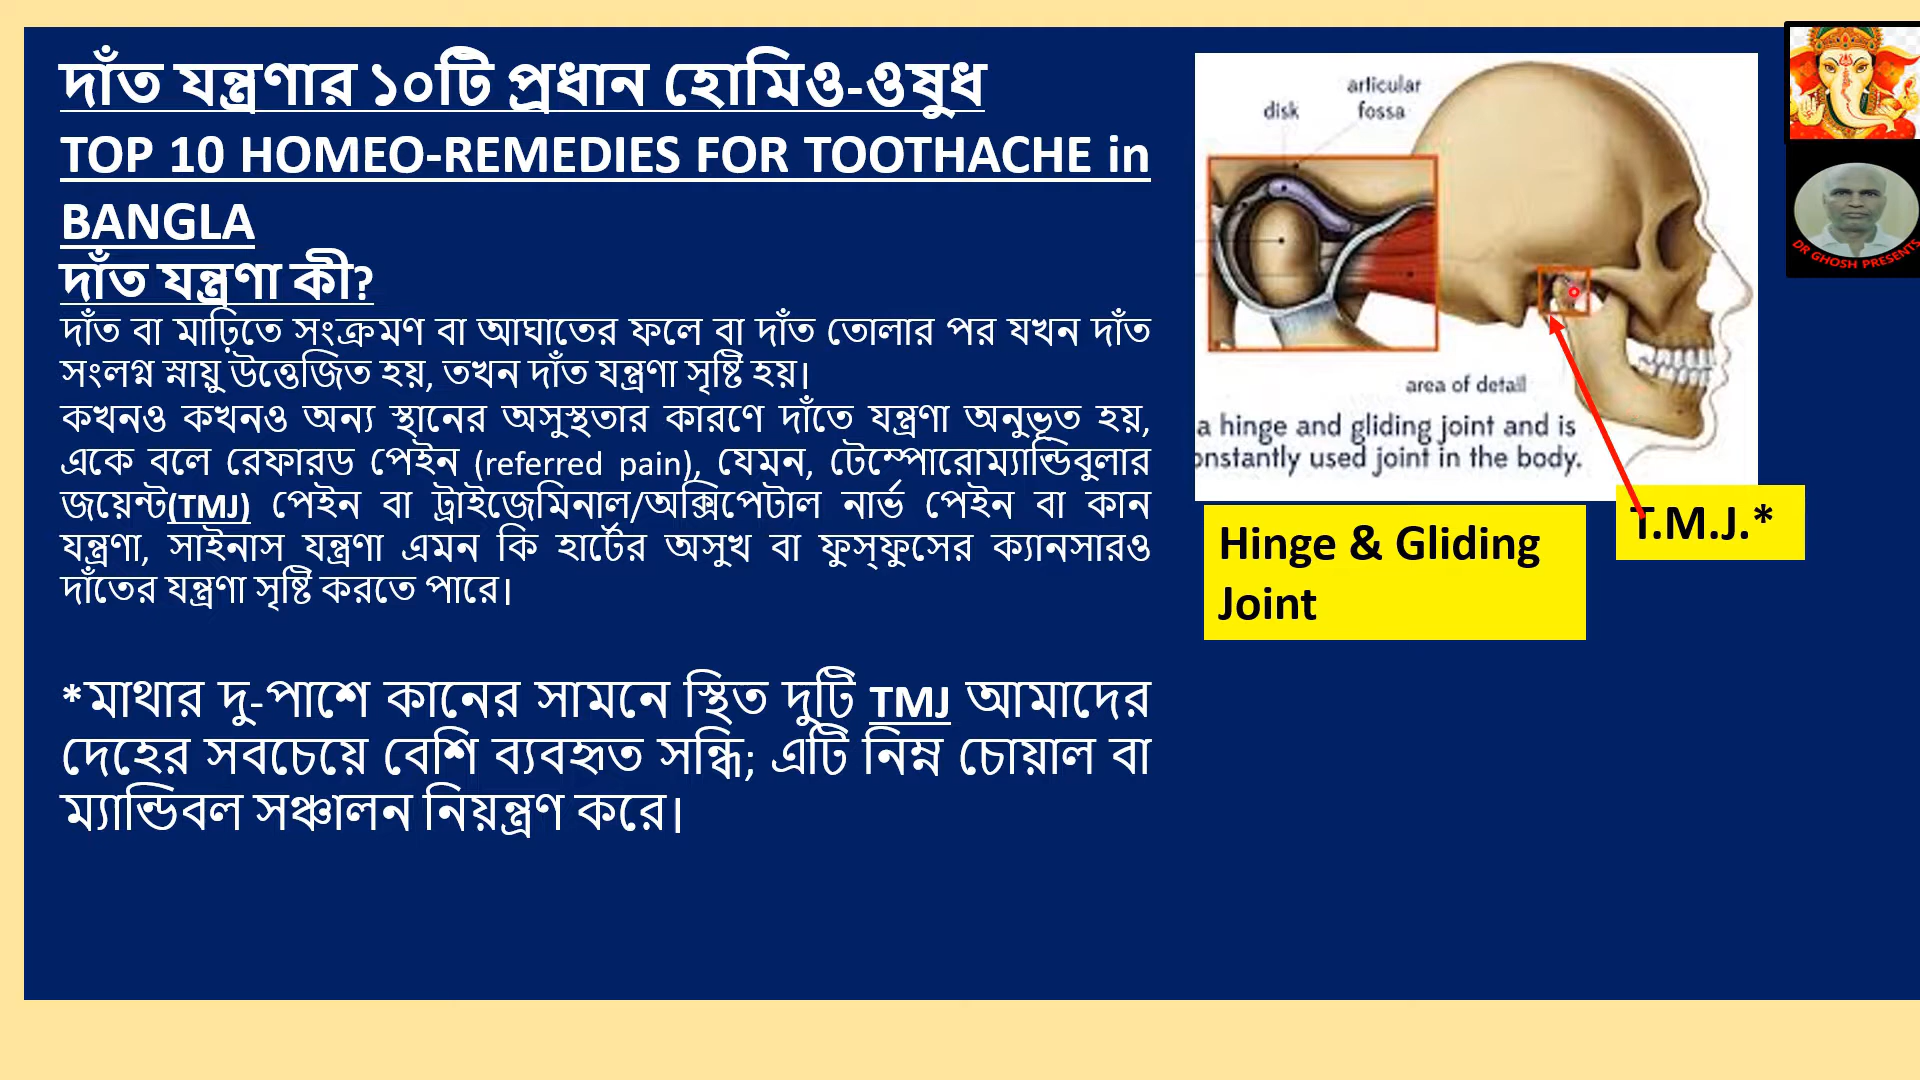 দাঁত যন্ত্রণার ১০টি প্রধান হোমিও-ওষুধ
TOP 10 HOMEO-REMEDIES FOR TOOTHACHE in
BANGLA
দাঁত যন্ত্রণা কী?
দাঁত বা মাঢ়িতে সংক্রমণ বা আঘাতের ফলে বা দাঁত তোলার পর যখন দাঁত
সংলগ্ন স্নায়ু উত্তেজিত হয়, তখন দাঁত যন্ত্রণা সৃষ্টি হয়।
কখনও কখনও অন্য স্থানের অসুস্থতার কারণে দাঁতে যন্ত্রণা অনুভূত হয়,
একে বলে রেফারড পেইন (referred pain), যেমন, টেম্পোরোম্যান্ডিবুলার
জয়েন্ট(TMJ) পেইন বা ট্রাইজেমিনাল/অক্সিপেটাল নার্ভ পেইন বা কান
যন্ত্রণা, সাইনাস যন্ত্রণা এমন কি হার্টের অসুখ বা ফুস্ফুসের ক্যানসারও
দাঁতের যন্ত্রণা সৃষ্টি করতে পারে।
*মাথার দু-পাশে কানের সামনে স্থিত দুটি TMJ আমাদের
দেহের সবচেয়ে বেশি ব্যবহৃত সন্ধি; এটি নিম্ন চোয়াল বা
ম্যান্ডিবল সঞ্চালন নিয়ন্ত্রণ করে।
articular
disk fossa
area of detail
a hinge and gliding joint and is
onstantly used joint in the body.
T.M.J.*
Hinge & Gliding
Joint
DR GHOSH PRESENTS